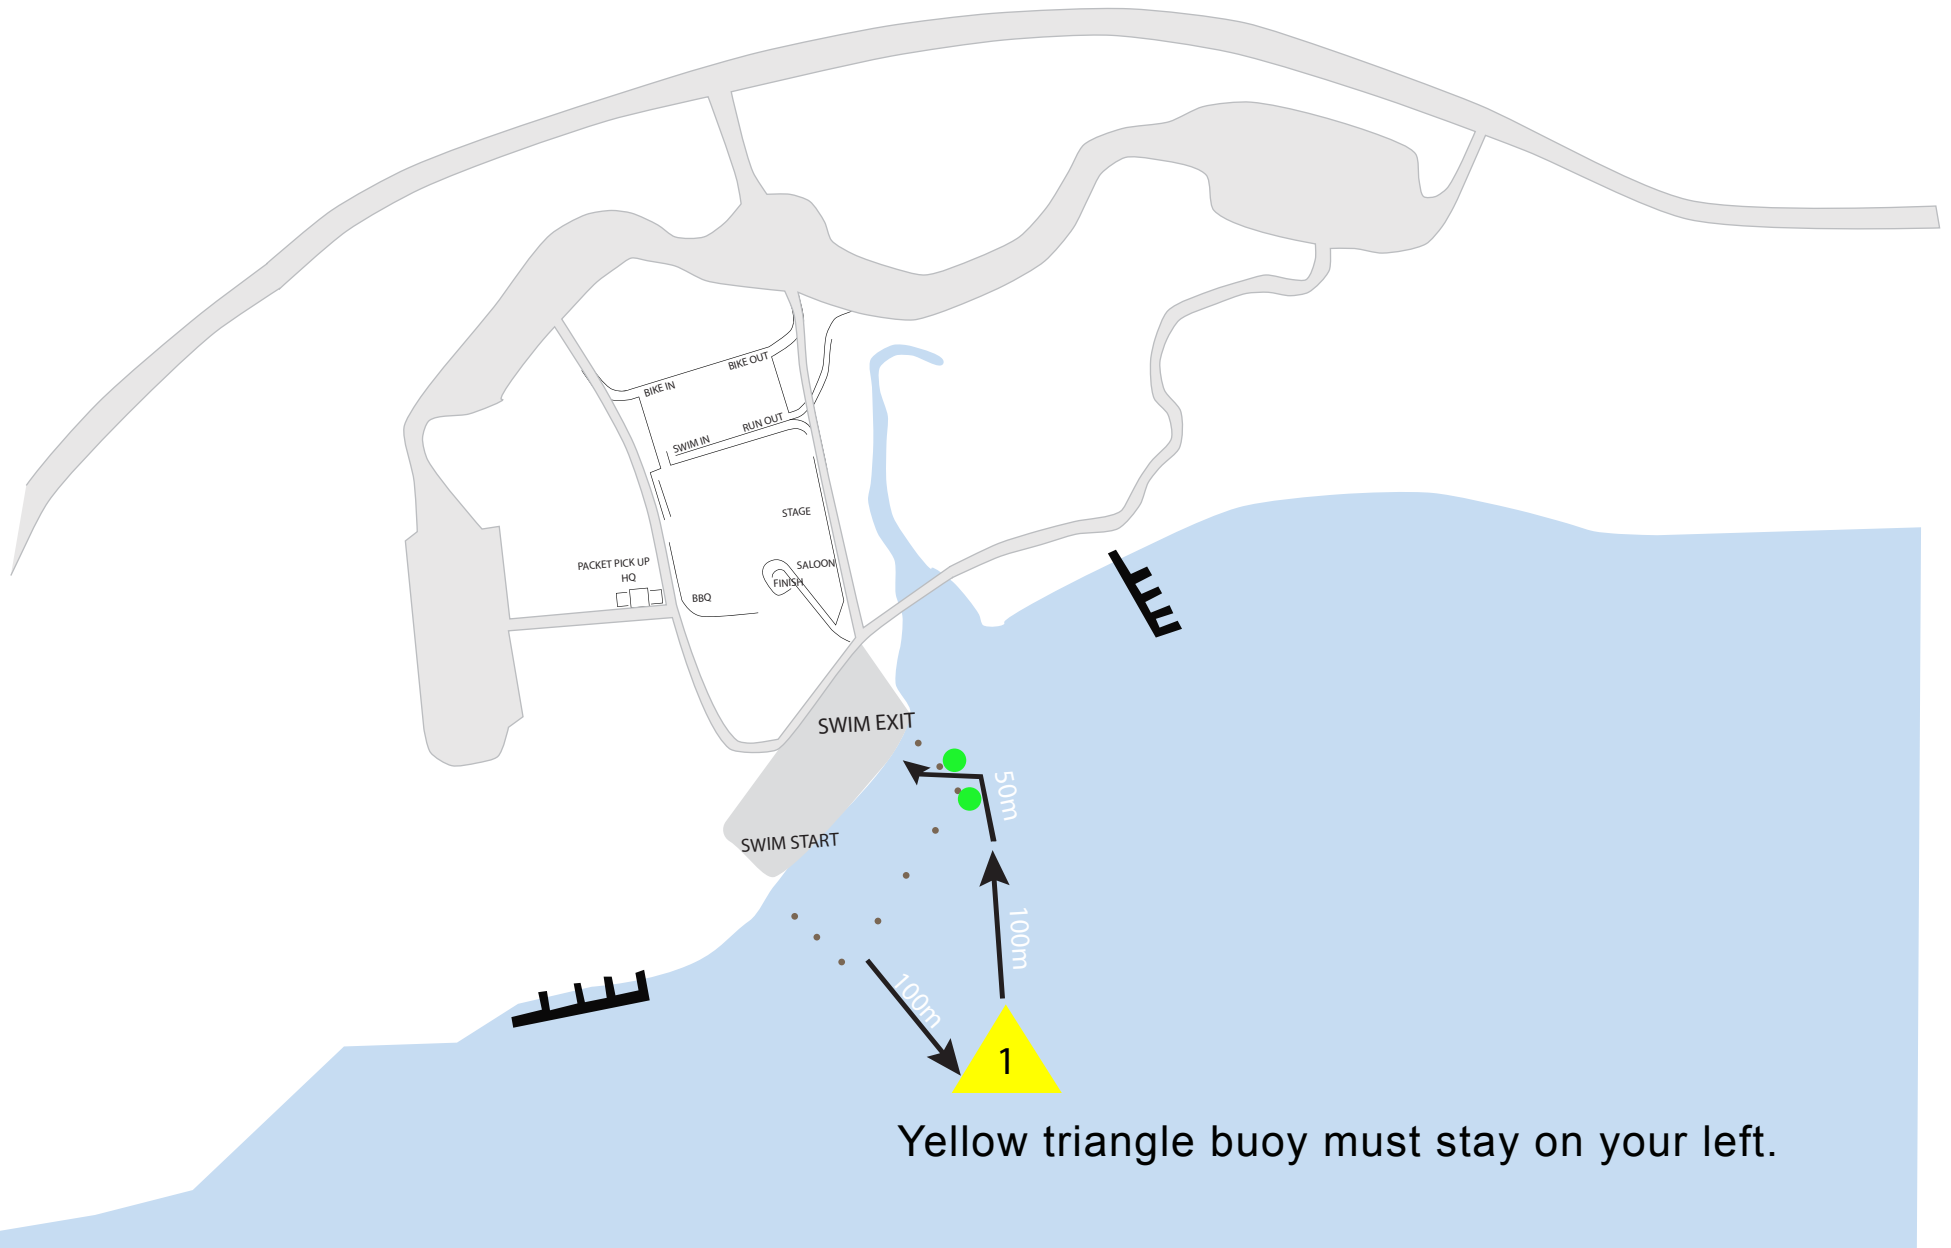 BIKE OUT
BIKE IN
RUN OUT
SWIM IN
STAGE
PACKET PICK UP
HQ
SALOON
FINISH
BBQ
SWIM EXIT
50m
SWIM START
100m
100m
1
Yellow triangle buoy must stay on your left.